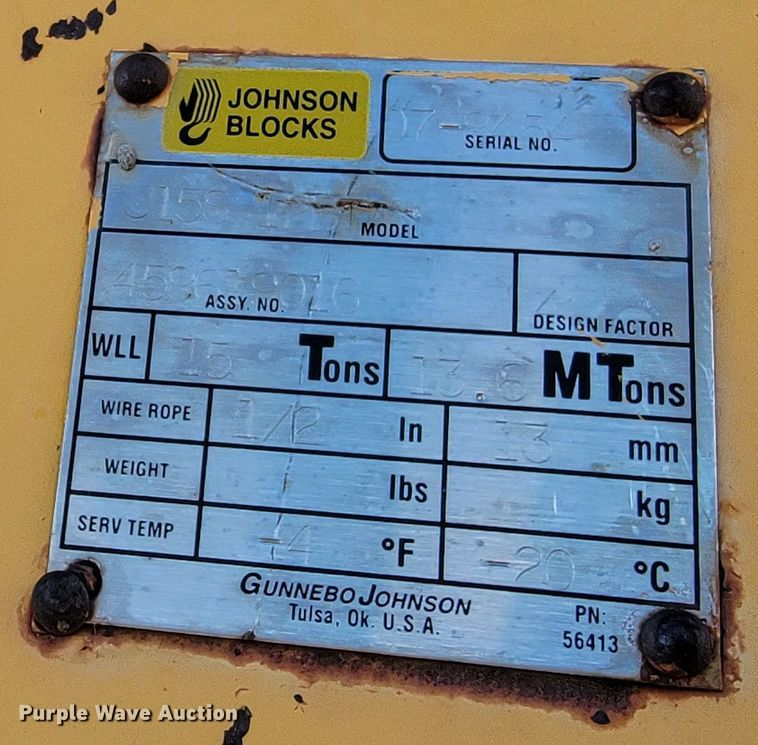 JOHNSON
BLOCKS
SERIAL NO.
MODEL
ASSY. NO.
DESIGN FACTOR
WLL 15 Tons 13.6 MTons
WIRE ROPE 1/2 In 13 mm
WEIGHT lbs kg
SERV TEMP -4 °F -20 °C
GUNNEBO JOHNSON
Tulsa, Ok. U.S.A.
PN:
56413
Purple Wave Auction